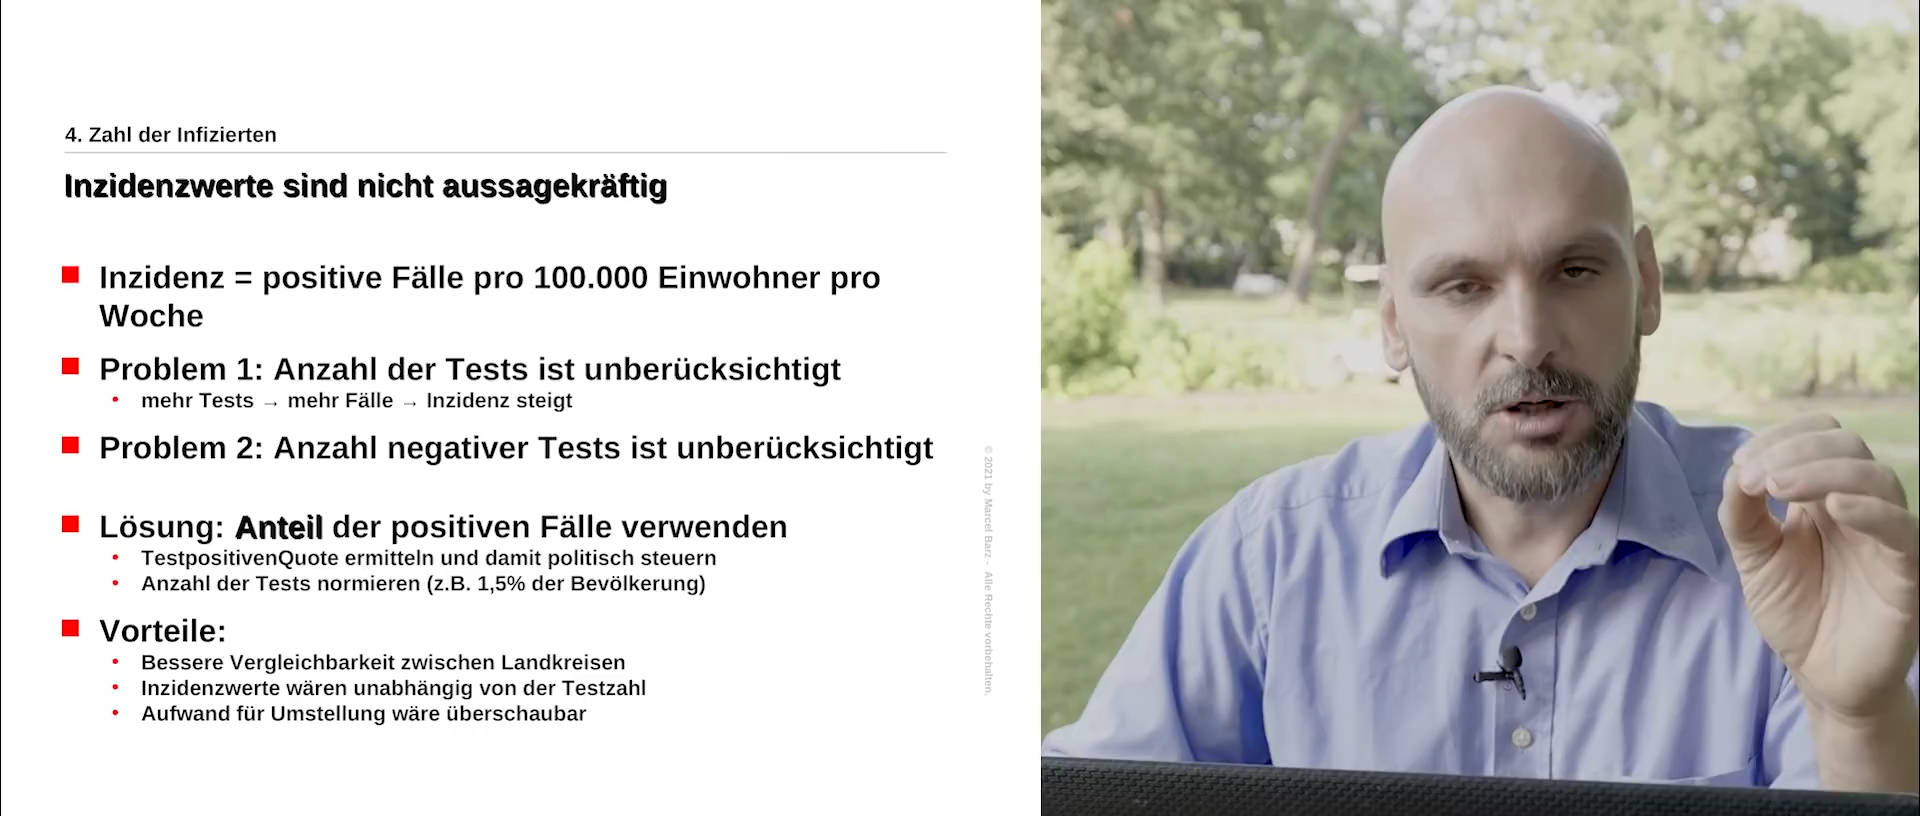 4. Zahl der Infizierten
Inzidenzwerte sind nicht aussagekräftig
Inzidenz = positive Fälle pro 100.000 Einwohner pro
Woche
Problem 1: Anzahl der Tests ist unberücksichtigt
mehr Tests → mehr Fälle → Inzidenz steigt
Problem 2: Anzahl negativer Tests ist unberücksichtigt
Lösung: Anteil der positiven Fälle verwenden
TestpositivenQuote ermitteln und damit politisch steuern
Anzahl der Tests normieren (z.B. 1,5% der Bevölkerung)
Vorteile:
Bessere Vergleichbarkeit zwischen Landkreisen
Inzidenzwerte wären unabhängig von der Testzahl
Aufwand für Umstellung wäre überschaubar
© 2021 by Marcel Barz - Alle Rechte vorbehalten.